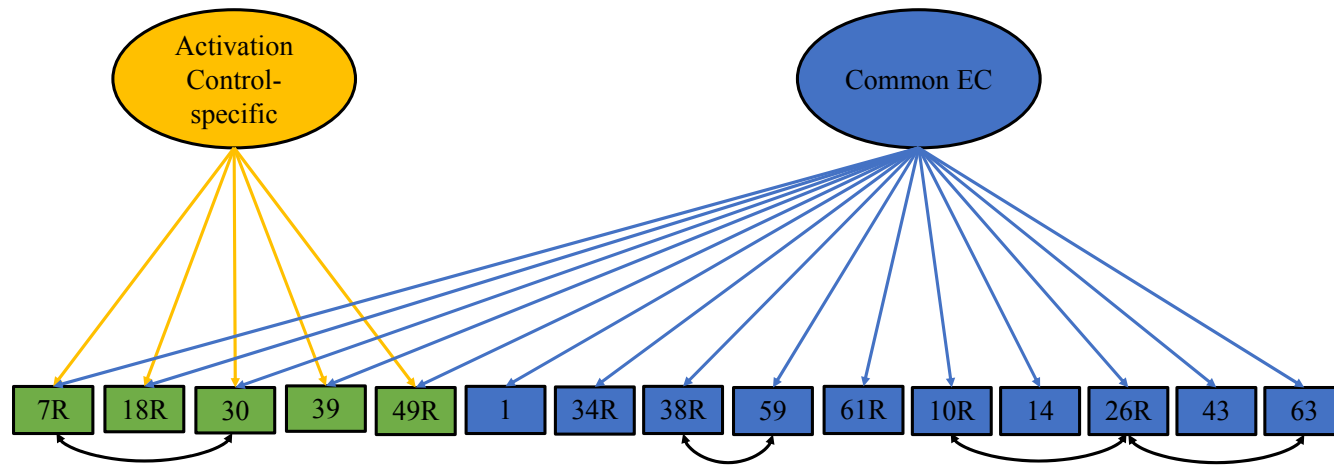 Activation
Control-
specific
Common EC
7R 18R 30 39 49R 1 34R 38R 59 61R 10R 14 26R 43 63